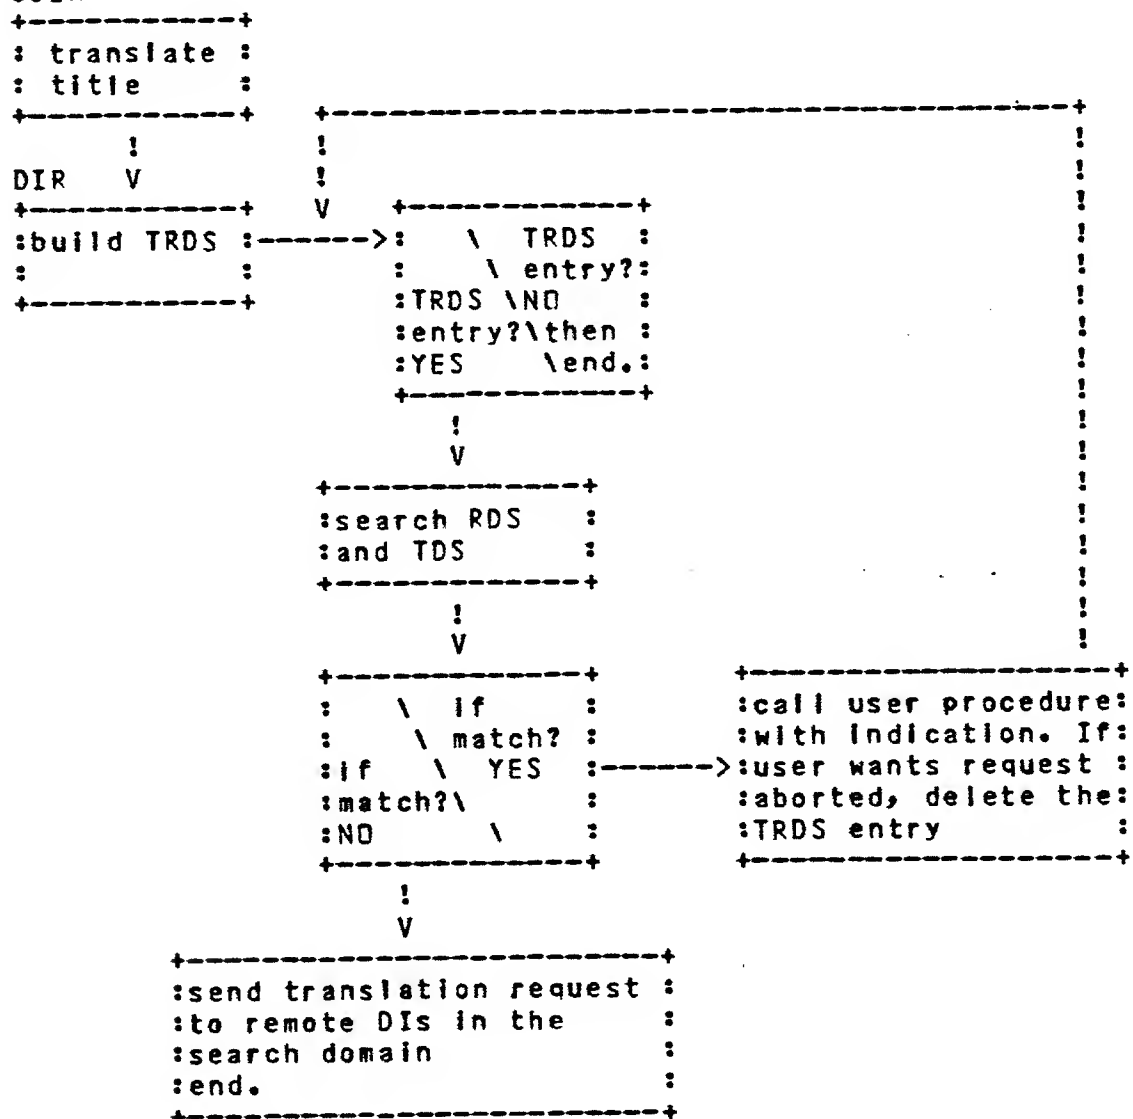 +------------+
: translate :
: title :
+------------+ +--------------------------------------+
! ! !
DIR V ! !
+------------+ V +-------------+ !
:build TRDS :------>: \ TRDS : !
: : : \ entry?: !
+------------+ :TRDS \NO : !
:entry?\then : !
:YES \end.: !
+-------------+ !
! !
V !
+--------------+ !
:search RDS : !
:and TDS : !
+--------------+ !
! !
V !
+--------------+ +-------------------+
: \ if : :call user procedure:
: \ match? : :with indication. If:
:if \ YES :------>:user wants request :
:match?\ : :aborted, delete the:
:NO \ : :TRDS entry :
+--------------+ +-------------------+
!
V
+--------------------------+
:send translation request :
:to remote DIs in the :
:search domain :
:end. :
+--------------------------+